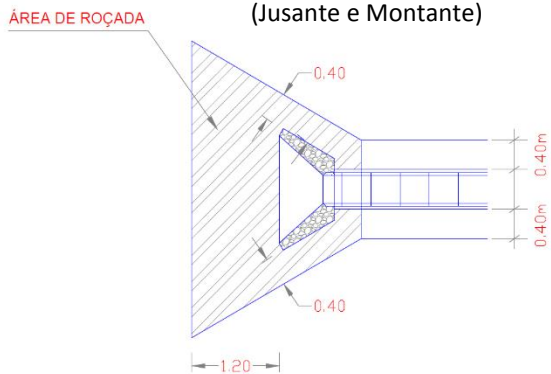 (Jusante e Montante)
ÁREA DE ROÇADA
0,40
0,40m
0,40m
0,40
1.20